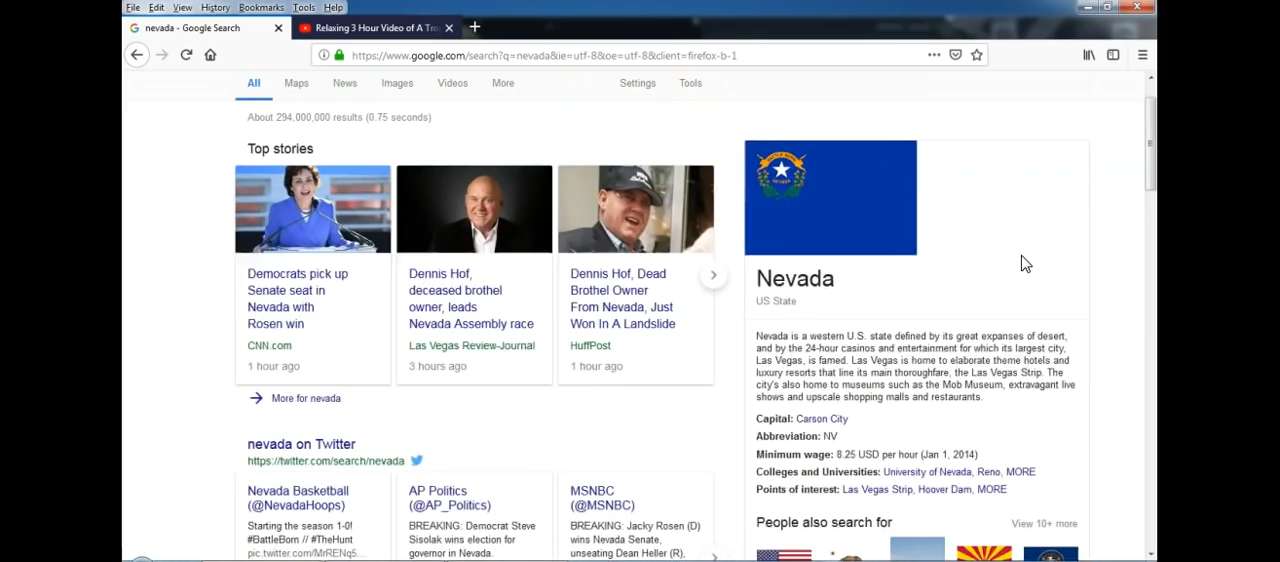 File Edit View History Bookmarks Tools Help
nevada - Google Search
Relaxing 3 Hour Video of A Tro
https://www.google.com/search?q=nevada&ie=utf-8&oe=utf-8&client=firefox-b-1
All Maps News Images Videos More Settings Tools
About 294,000,000 results (0.75 seconds)
Top stories
Democrats pick up
Senate seat in
Nevada with
Rosen win
CNN.com
1 hour ago
Dennis Hof,
deceased brothel
owner, leads
Nevada Assembly race
Las Vegas Review-Journal
3 hours ago
Dennis Hof, Dead
Brothel Owner
From Nevada, Just
Won In A Landslide
HuffPost
1 hour ago
More for nevada
nevada on Twitter
https://twitter.com/search/nevada
Nevada Basketball
(@NevadaHoops)
Starting the season 1-0!
#BattleBorn // #TheHunt
pic.twitter.com/MrRENq5...
AP Politics
(@AP_Politics)
BREAKING: Democrat Steve
Sisolak wins election for
governor in Nevada.
MSNBC
(@MSNBC)
BREAKING: Jacky Rosen (D)
wins Nevada Senate,
unseating Dean Heller (R),
Nevada
US State
Nevada is a western U.S. state defined by its great expanses of desert,
and by the 24-hour casinos and entertainment for which its largest city,
Las Vegas, is famed. Las Vegas is home to elaborate theme hotels and
luxury resorts that line its main thoroughfare, the Las Vegas Strip. The
city's also home to museums such as the Mob Museum, extravagant live
shows and upscale shopping malls and restaurants.
Capital: Carson City
Abbreviation: NV
Minimum wage: 8.25 USD per hour (Jan 1, 2014)
Colleges and Universities: University of Nevada, Reno, MORE
Points of interest: Las Vegas Strip, Hoover Dam, MORE
People also search for
View 10+ more